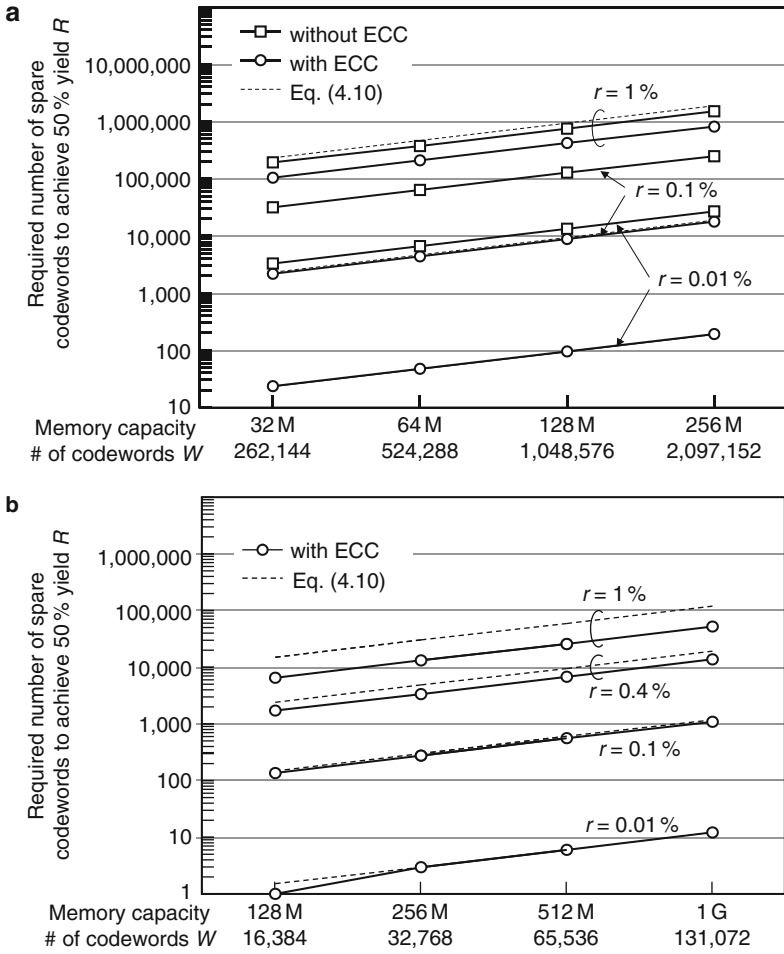 a
Required number of spare
codewords to achieve 50 % yield R
without ECC
with ECC
Eq. (4.10)
10,000,000
1,000,000
100,000
10,000
1,000
100
10
r = 1 %
r = 0.1 %
r = 0.01 %
Memory capacity 32 M 64 M 128 M 256 M
# of codewords W 262,144 524,288 1,048,576 2,097,152
b
Required number of spare
codewords to achieve 50 % yield R
with ECC
Eq. (4.10)
1,000,000
100,000
10,000
1,000
100
10
1
r = 1 %
r = 0.4 %
r = 0.1 %
r = 0.01 %
Memory capacity 128 M 256 M 512 M 1 G
# of codewords W 16,384 32,768 65,536 131,072